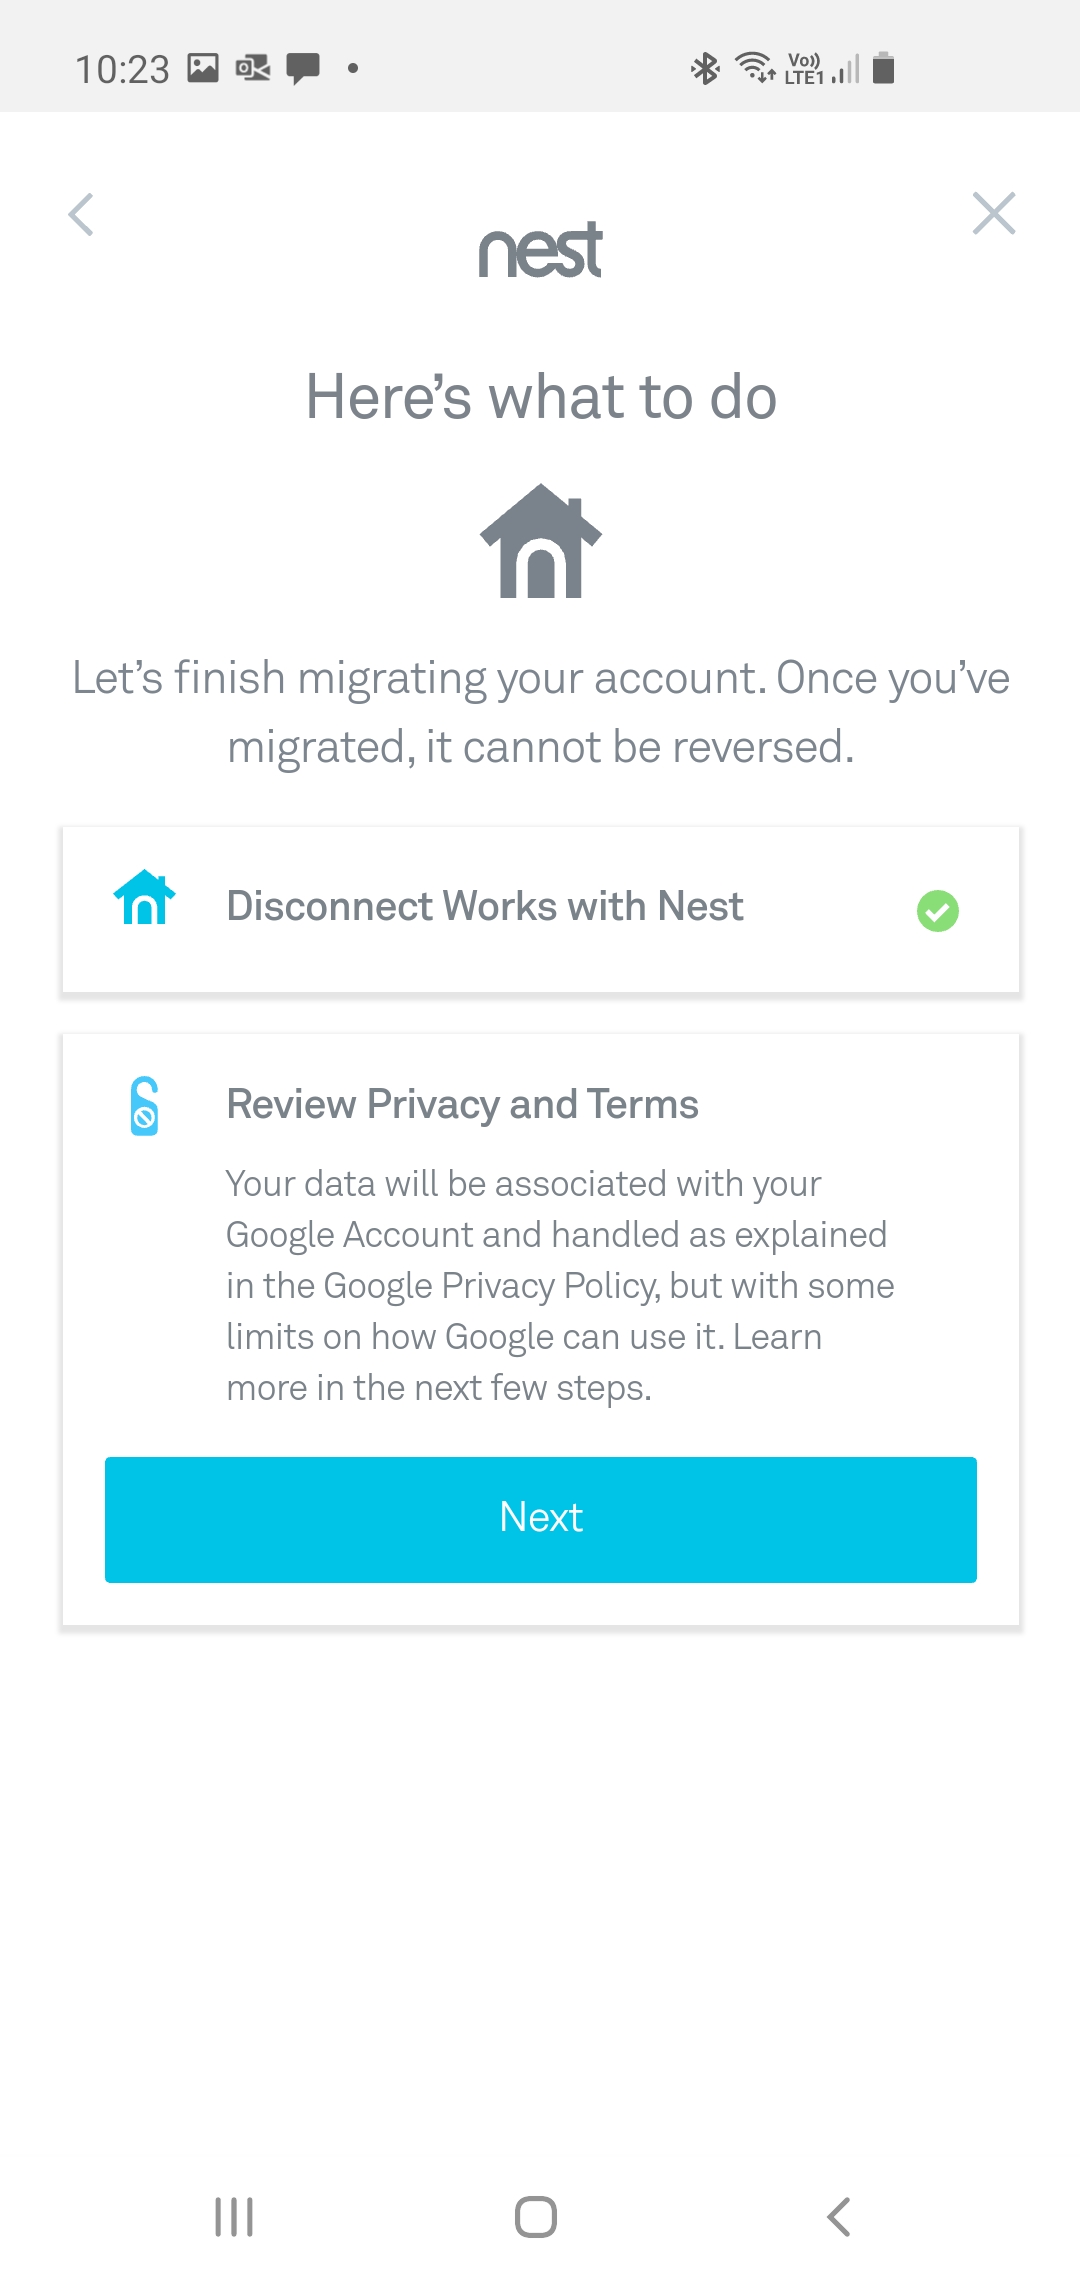 10:23
Vo))
LTE1
nest
Here’s what to do
Let’s finish migrating your account. Once you’ve
migrated, it cannot be reversed.
Disconnect Works with Nest
Review Privacy and Terms
Your data will be associated with your
Google Account and handled as explained
in the Google Privacy Policy, but with some
limits on how Google can use it. Learn
more in the next few steps.
Next